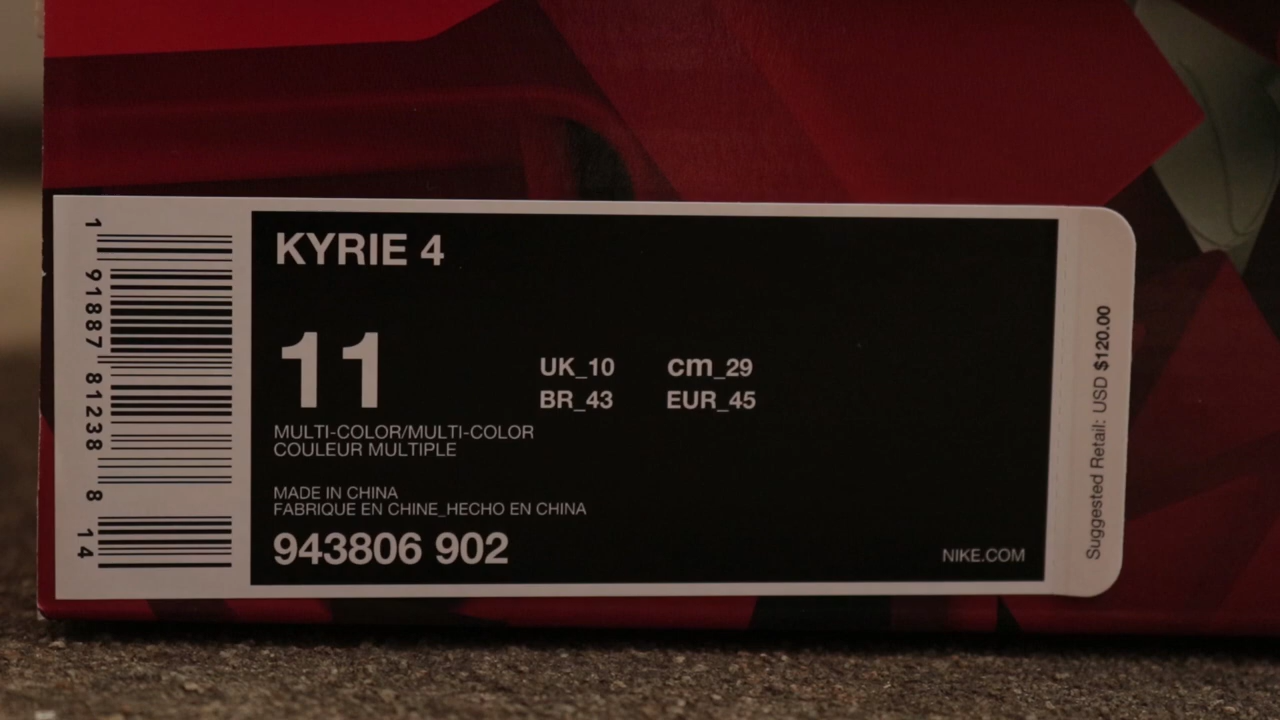 KYRIE 4
11
UK_10 cm_29
BR_43 EUR_45
MULTI-COLOR/MULTI-COLOR
COULEUR MULTIPLE
MADE IN CHINA
FABRIQUE EN CHINE_HECHO EN CHINA
943806 902
NIKE.COM
1 91887 81238 8 14
Suggested Retail: USD $120.00